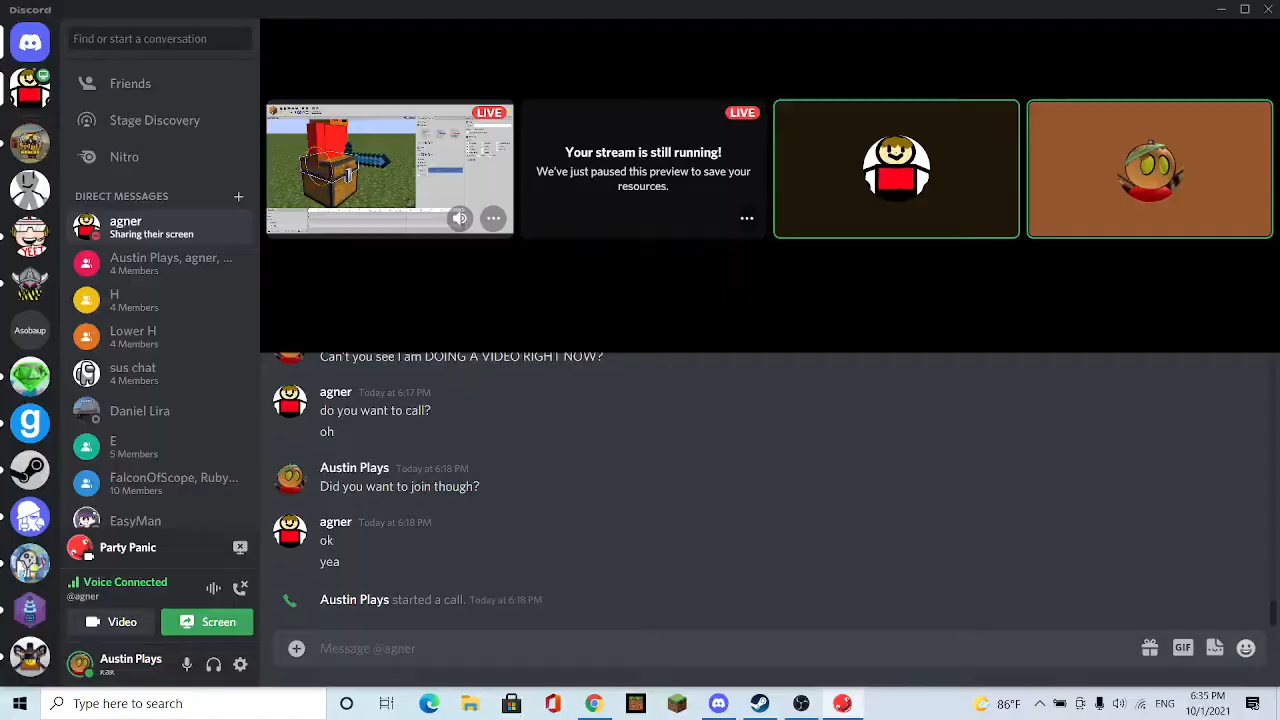 Discord
Find or start a conversation
Friends
Stage Discovery
Nitro
DIRECT MESSAGES
agner
Sharing their screen
Austin Plays, agner, ...
4 Members
H
4 Members
Lower H
4 Members
sus chat
4 Members
Daniel Lira
E
5 Members
FalconOfScope, Ruby...
10 Members
EasyMan
Party Panic
Voice Connected
@agner
Video
Screen
Austin Plays
Asobaup
YEET
LIVE
LIVE
Your stream is still running!
We've just paused this preview to save your
resources.
Can't you see I am DOING A VIDEO RIGHT NOW?
agner Today at 6:17 PM
do you want to call?
oh
Austin Plays Today at 6:18 PM
Did you want to join though?
agner Today at 6:18 PM
ok
yea
Austin Plays started a call. Today at 6:18 PM
Message @agner
GIF
Type here to search
86°F
ENG
6:35 PM
10/1/2021